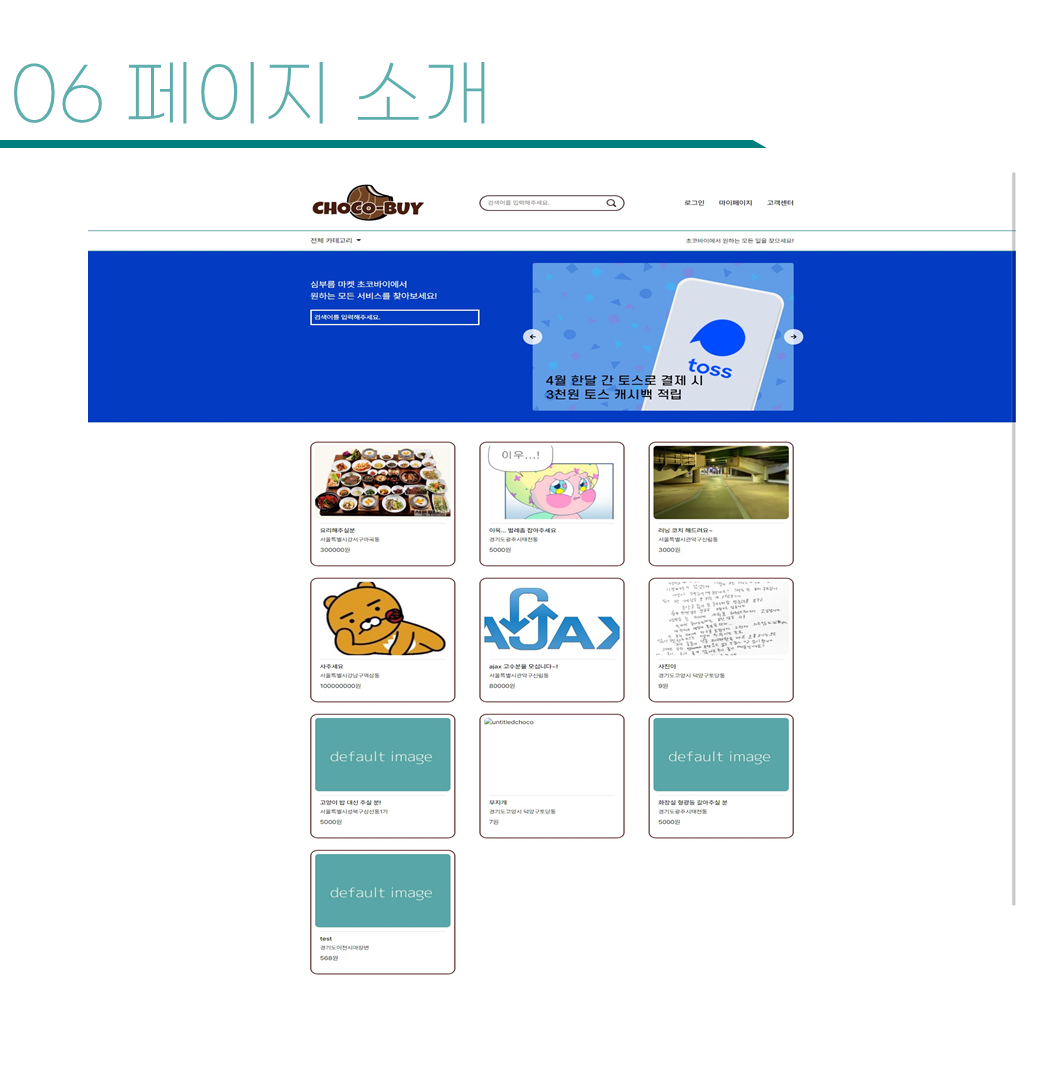 06 페이지 소개
CHOCO-BUY
검색어를 입력해주세요.
로그인 마이페이지 고객센터
전체 카테고리
초코바이에서 원하는 모든 일을 찾으세요!
심부름 마켓 초코바이에서
원하는 모든 서비스를 찾아보세요!
검색어를 입력해주세요.
toss
4월 한달 간 토스로 결제 시
3천원 토스 캐시백 적립
요리해주실분
서울특별시강서구마곡동
300000원
이우...!
이욱... 벌레좀 잡아주세요
경기도광주시태전동
5000원
러닝 코치 해드려요~
서울특별시관악구신림동
3000원
사주세요
서울특별시강남구역삼동
100000000원
AJAX
ajax 고수분을 모십니다~!
서울특별시관악구신림동
80000원
사진이
경기도고양시 덕양구토당동
9원
default image
고양이 밥 대신 주실 분!
서울특별시성북구삼선동1가
5000원
untitledchoco
무지개
경기도고양시 덕양구토당동
7원
default image
화장실 형광등 갈아주실 분
경기도광주시태전동
5000원
default image
test
경기도이천시마장면
568원